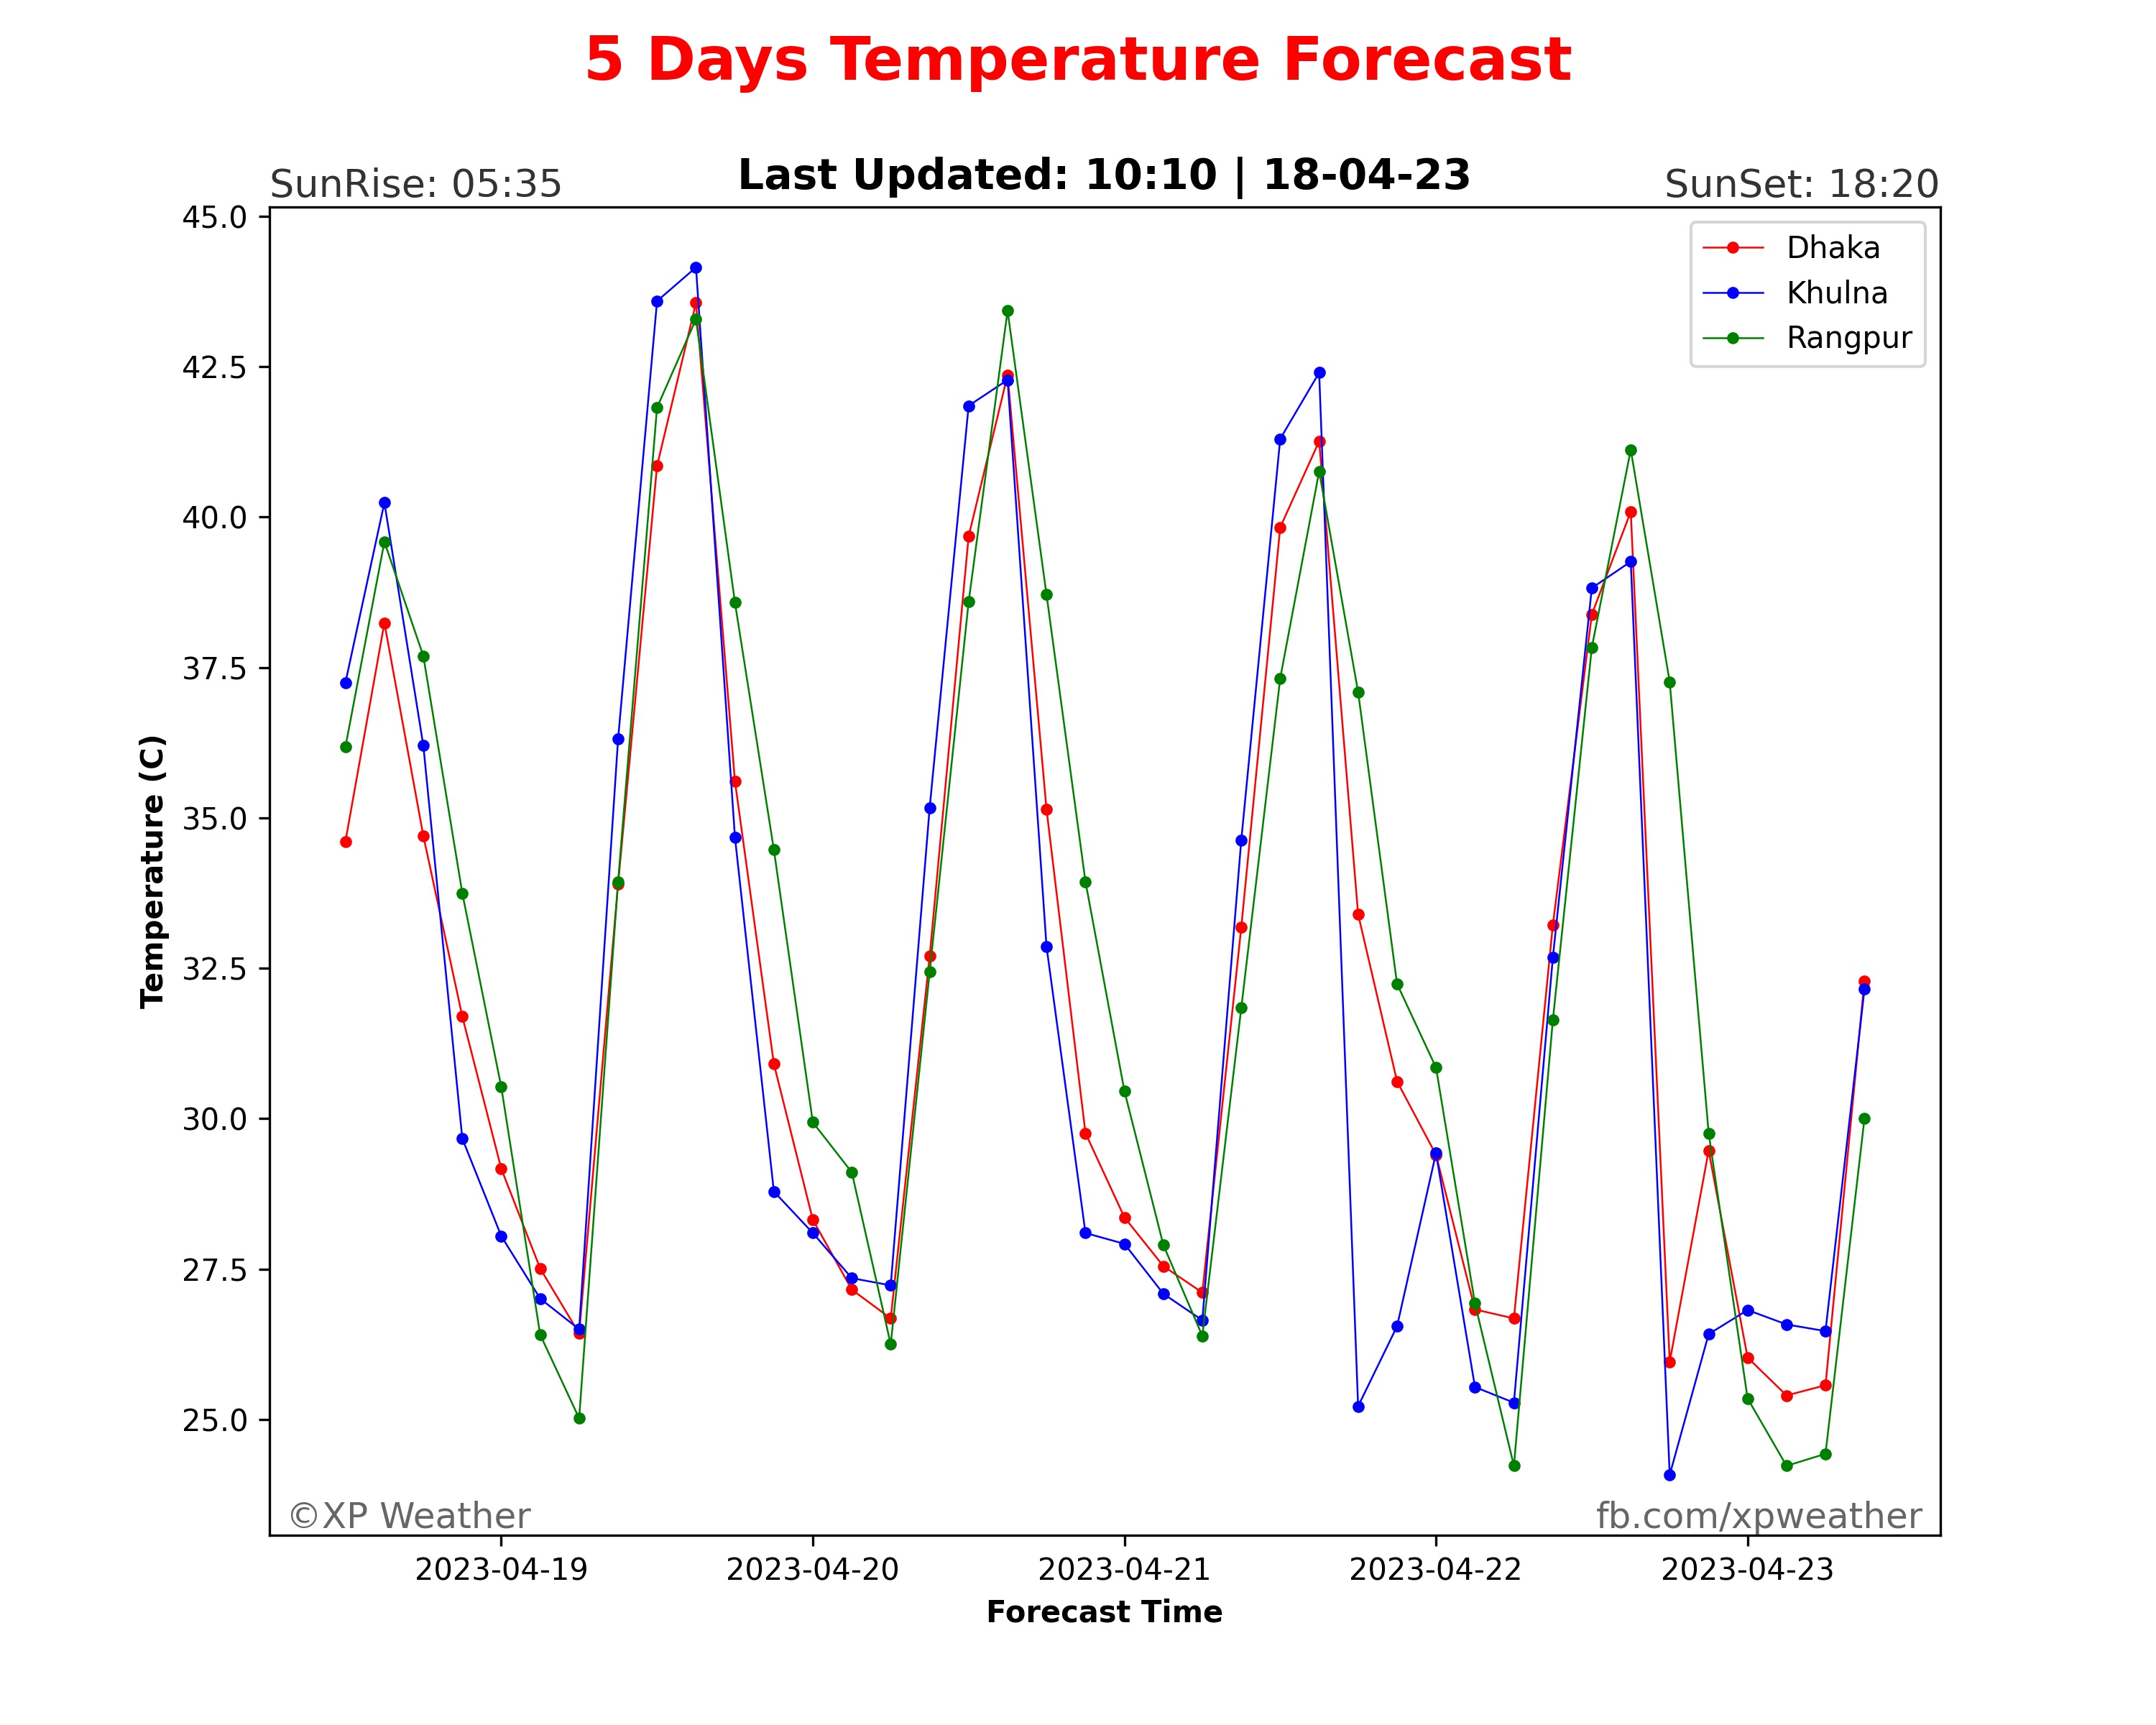 5 Days Temperature Forecast
SunRise: 05:35
Last Updated: 10:10 | 18-04-23
SunSet: 18:20
Dhaka
Khulna
Rangpur
Temperature (C)
45.0
42.5
40.0
37.5
35.0
32.5
30.0
27.5
25.0
©XP Weather
fb.com/xpweather
2023-04-19
2023-04-20
2023-04-21
2023-04-22
2023-04-23
Forecast Time